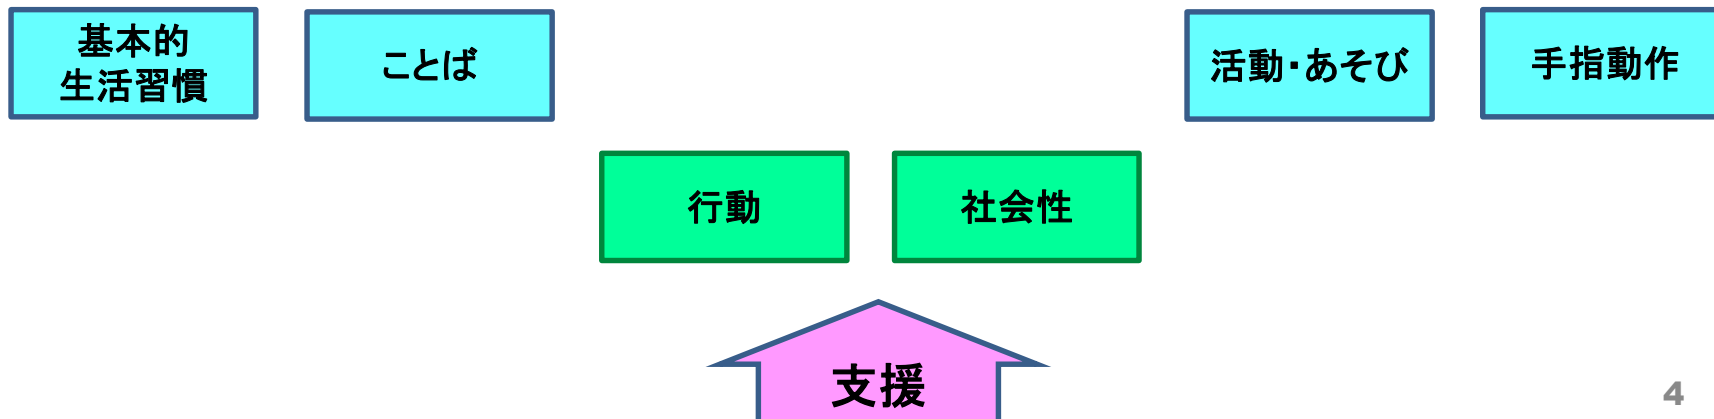 基本的
生活習慣
ことば
活動・あそび
手指動作
行動
社会性
支援
4